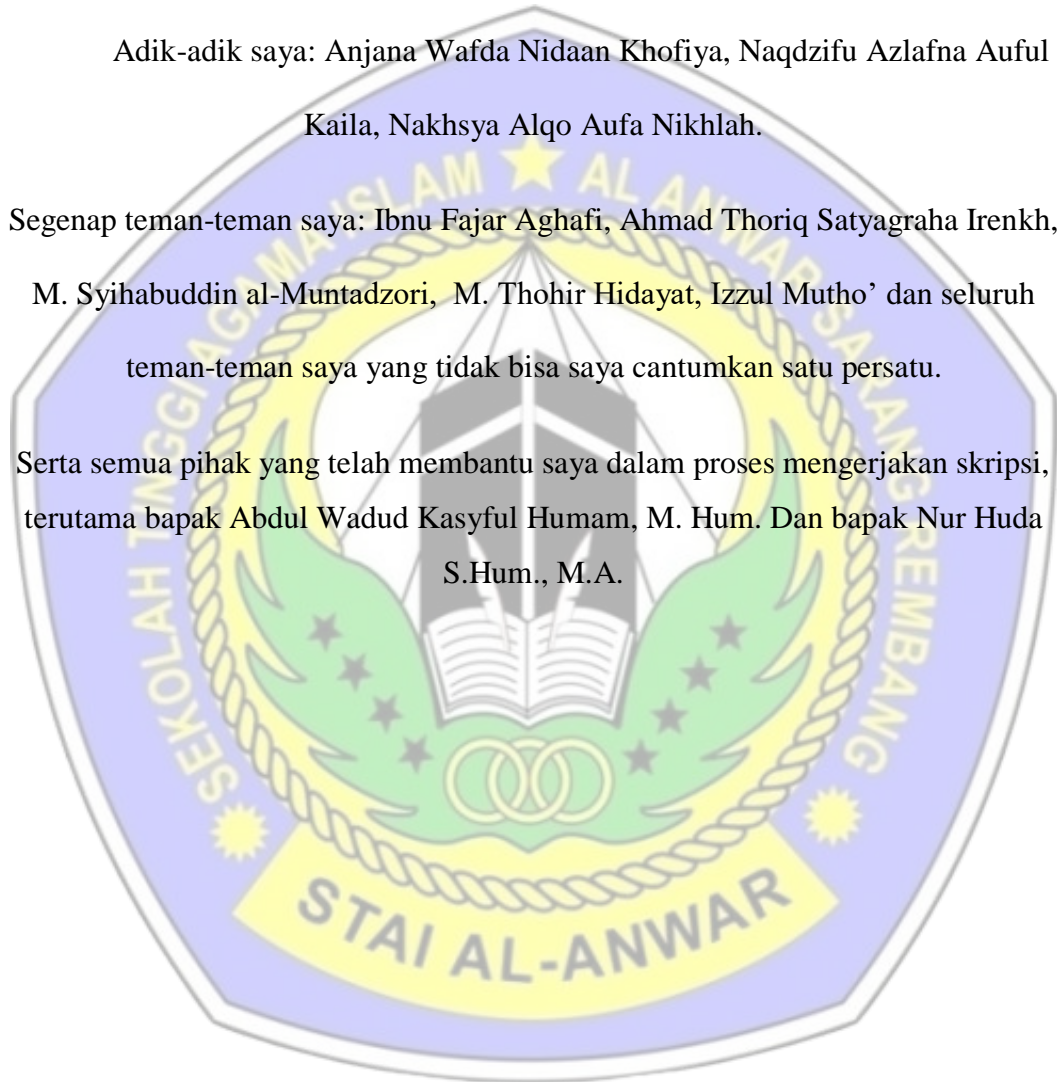 Adik-adik saya: Anjana Wafda Nidaan Khofiya, Naqdzifu Azlafna Auful
Kaila, Nakhsya Alqo Aufa Nikhlah.
Segenap teman-teman saya: Ibnu Fajar Aghafi, Ahmad Thoriq Satyagraha Irenkh,
M. Syihabuddin al-Muntadzori, M. Thohir Hidayat, Izzul Mutho’ dan seluruh
teman-teman saya yang tidak bisa saya cantumkan satu persatu.
Serta semua pihak yang telah membantu saya dalam proses mengerjakan skripsi,
terutama bapak Abdul Wadud Kasyful Humam, M. Hum. Dan bapak Nur Huda
S.Hum., M.A.
SEKOLAH TINGGI AGAMA ISLAM AL ANWAR SARANG REMBANG
STAI AL-ANWAR